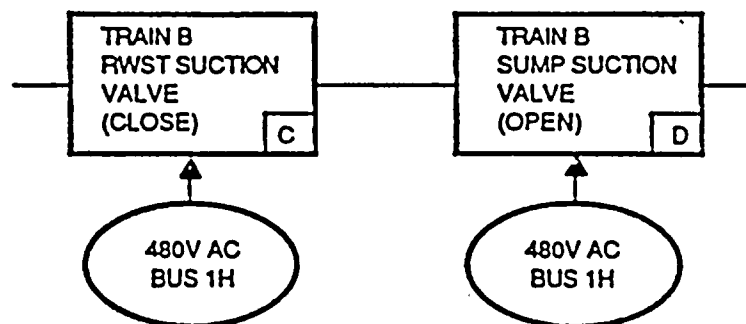 TRAIN B
RWST SUCTION
VALVE
(CLOSE)
C
TRAIN B
SUMP SUCTION
VALVE
(OPEN)
D
480V AC
BUS 1H
480V AC
BUS 1H